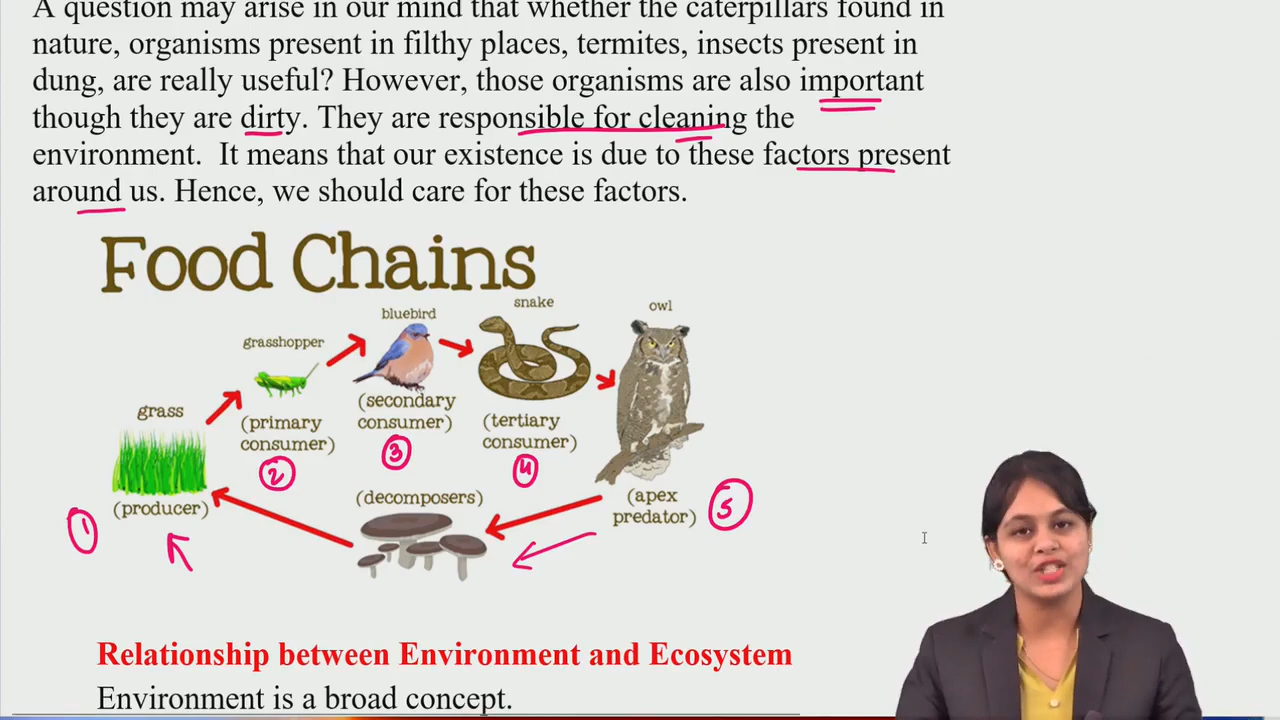 A question may arise in our mind that whether the caterpillars found in
nature, organisms present in filthy places, termites, insects present in
dung, are really useful? However, those organisms are also important
though they are dirty. They are responsible for cleaning the
environment.  It means that our existence is due to these factors present
around us. Hence, we should care for these factors.
Food Chains
grass
(producer)
1
grasshopper
(primary
consumer)
2
bluebird
(secondary
consumer)
3
snake
(tertiary
consumer)
4
owl
(apex
predator)
5
(decomposers)
Relationship between Environment and Ecosystem
Environment is a broad concept.